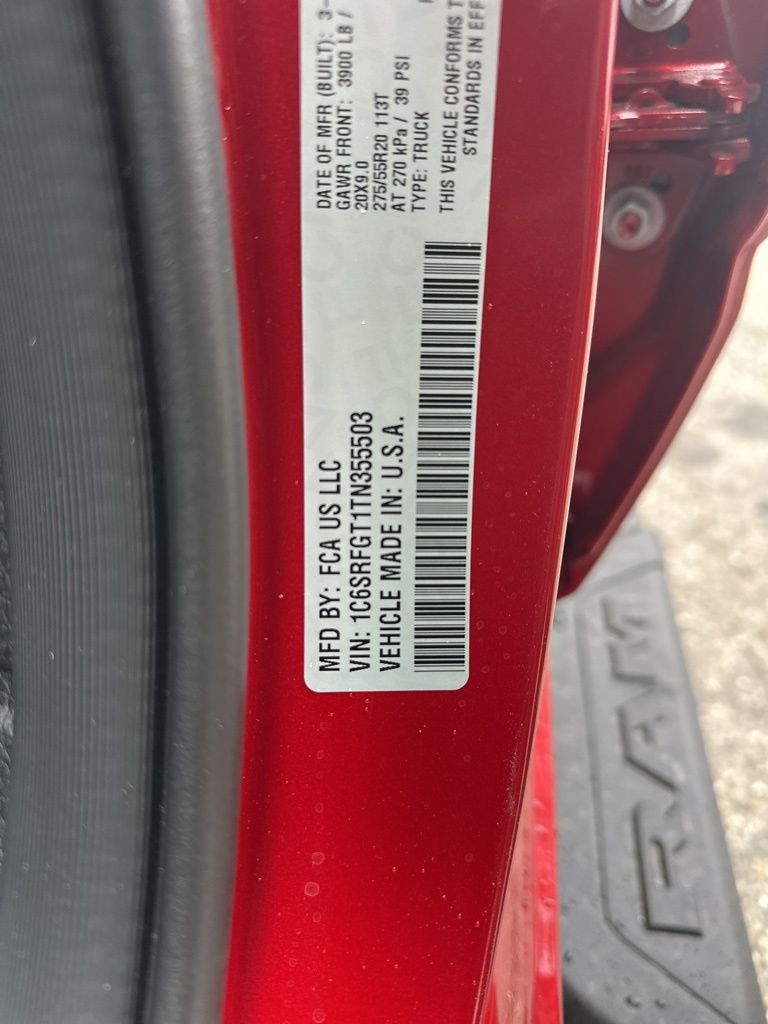 MFD BY: FCA US LLC
VIN: 1C6SRFGT1TN355503
VEHICLE MADE IN: U.S.A.
DATE OF MFR (BUILT): 3-
GAWR FRONT: 3900 LB /
20X9.0
275/55R20 113T
AT 270 kPa / 39 PSI
TYPE: TRUCK
THIS VEHICLE CONFORMS T
STANDARDS IN EFF
RAM